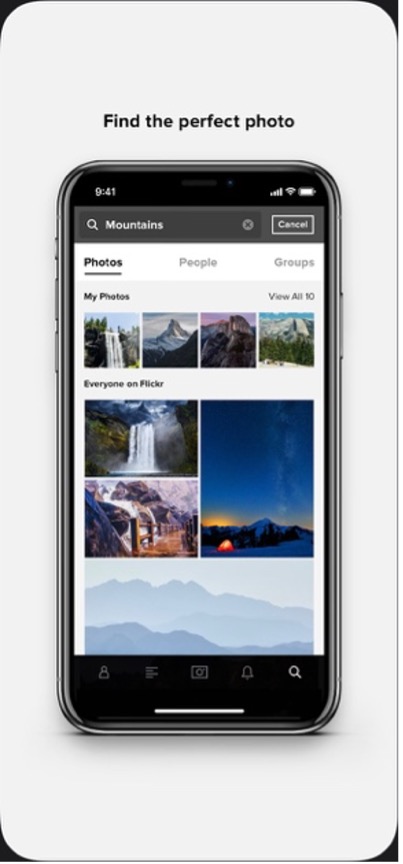 Find the perfect photo
9:41
Mountains
Cancel
Photos People Groups
My Photos View All 10
Everyone on Flickr